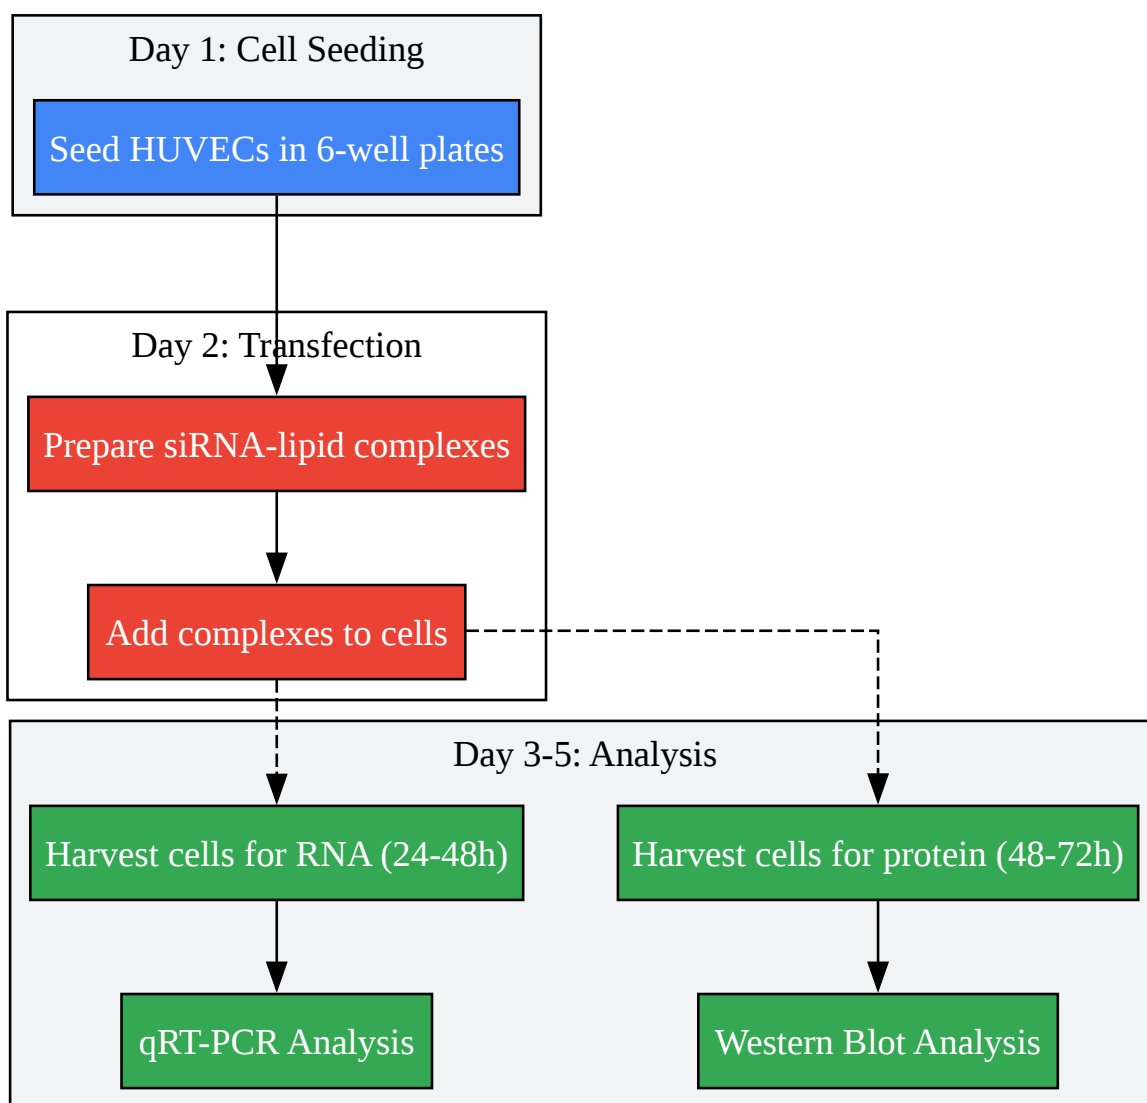 Day 1: Cell Seeding
Seed HUVECs in 6-well plates
Day 2: Transfection
Prepare siRNA-lipid complexes
Add complexes to cells
Day 3-5: Analysis
Harvest cells for RNA (24-48h)
Harvest cells for protein (48-72h)
qRT-PCR Analysis
Western Blot Analysis